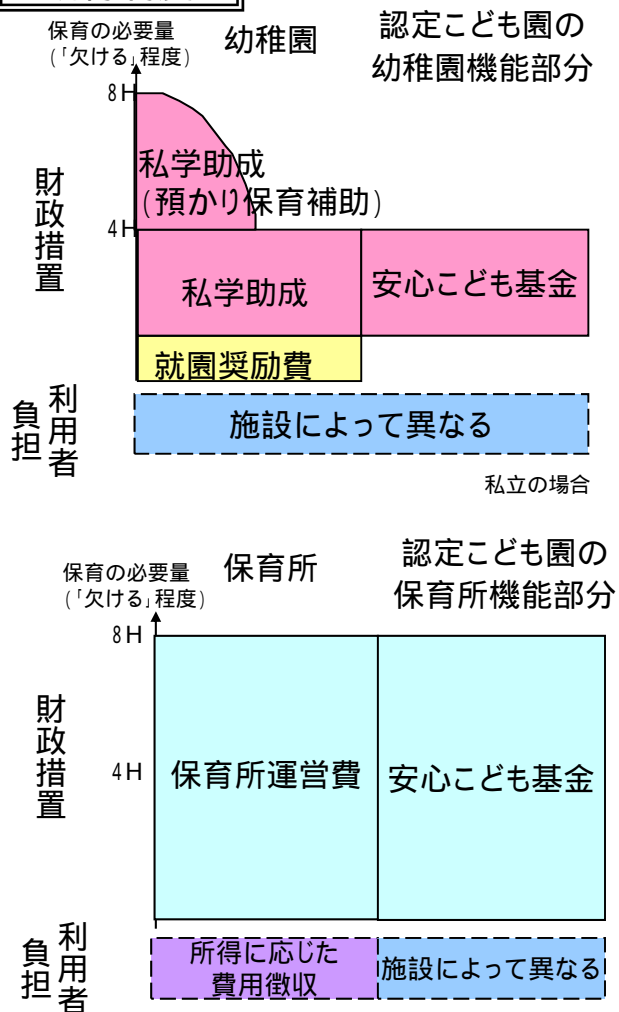 保育の必要量
(「欠ける」程度)
幼稚園
認定こども園の
幼稚園機能部分
8H
私学助成
(預かり保育補助)
4H
財政措置
私学助成
安心こども基金
就園奨励費
利用者
負担
施設によって異なる
私立の場合
保育の必要量
(「欠ける」程度)
保育所
認定こども園の
保育所機能部分
8H
財政措置
4H
保育所運営費
安心こども基金
利用者
負担
所得に応じた
費用徴収
施設によって異なる